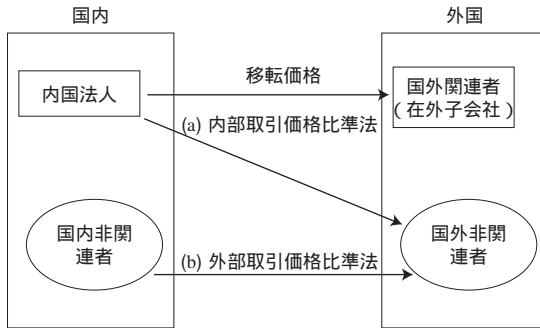 国内
外国
移転価格
内国法人
国外関連者
(在外子会社)
(a) 内部取引価格比準法
国内非関
連者
国外非関
連者
(b) 外部取引価格比準法